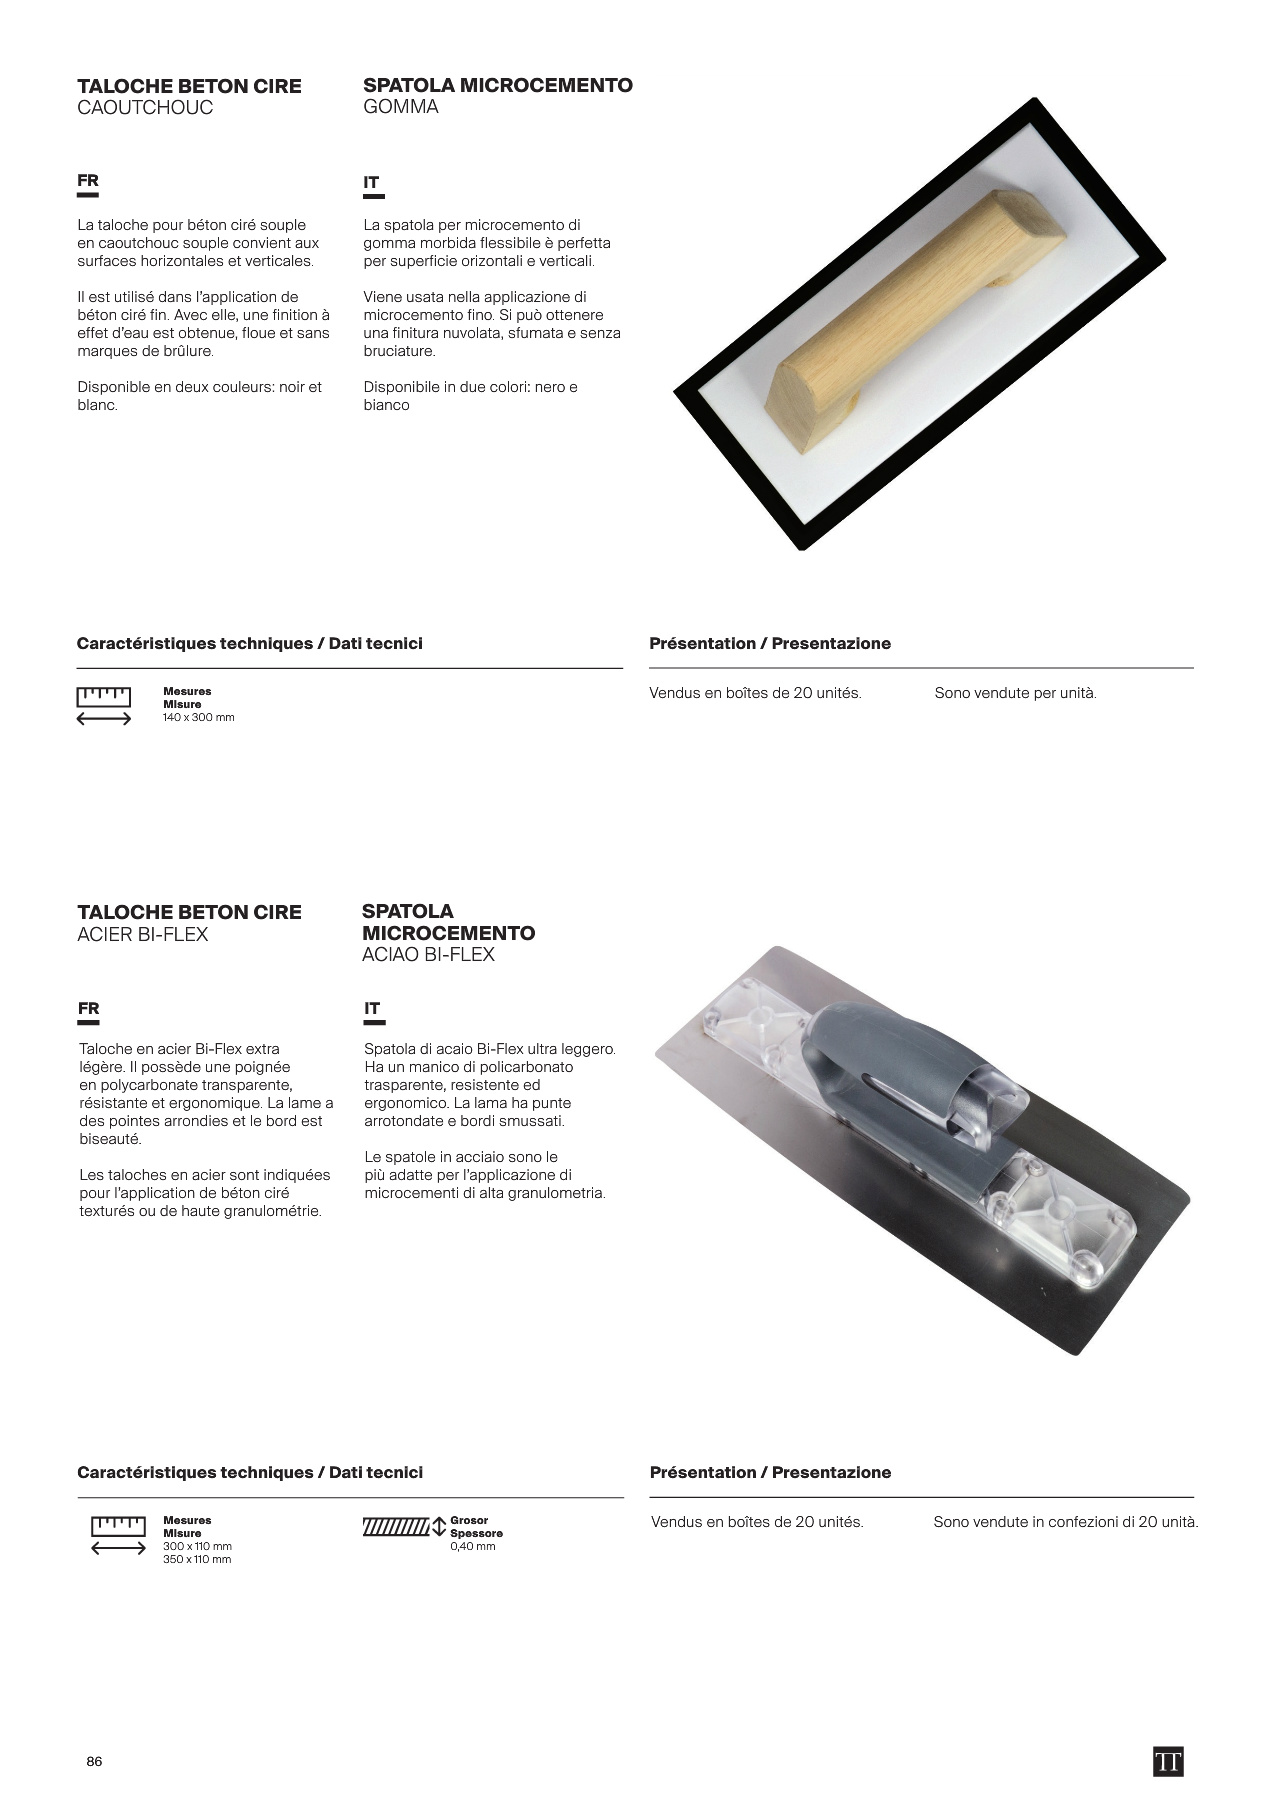 TALOCHE BETON CIRE
CAOUTCHOUC
SPATOLA MICROCEMENTO
GOMMA
FR
La taloche pour béton ciré souple
en caoutchouc souple convient aux
surfaces horizontales et verticales.
Il est utilisé dans l'application de
béton ciré fin. Avec elle, une finition à
effet d'eau est obtenue, floue et sans
marques de brûlure.
Disponible en deux couleurs: noir et
blanc.
IT
La spatola per microcemento di
gomma morbida flessibile è perfetta
per superficie orizontali e verticali.
Viene usata nella applicazione di
microcemento fino. Si può ottenere
una finitura nuvolata, sfumata e senza
bruciature.
Disponibile in due colori: nero e
bianco
Caractéristiques techniques / Dati tecnici
Mesures
Misure
140 x 300 mm
Présentation / Presentazione
Vendus en boîtes de 20 unités.
Sono vendute per unità.
TALOCHE BETON CIRE
ACIER BI-FLEX
SPATOLA
MICROCEMENTO
ACIAO BI-FLEX
FR
Taloche en acier Bi-Flex extra
légère. Il possède une poignée
en polycarbonate transparente,
résistante et ergonomique. La lame a
des pointes arrondies et le bord est
biseauté.
Les taloches en acier sont indiquées
pour l'application de béton ciré
texturés ou de haute granulométrie.
IT
Spatola di acaio Bi-Flex ultra leggero.
Ha un manico di policarbonato
trasparente, resistente ed
ergonomico. La lama ha punte
arrotondate e bordi smussati.
Le spatole in acciaio sono le
più adatte per l'applicazione di
microcementi di alta granulometria.
Caractéristiques techniques / Dati tecnici
Mesures
Misure
300 x 110 mm
350 x 110 mm
Grosor
Spessore
0,40 mm
Présentation / Presentazione
Vendus en boîtes de 20 unités.
Sono vendute in confezioni di 20 unità.
86
TT